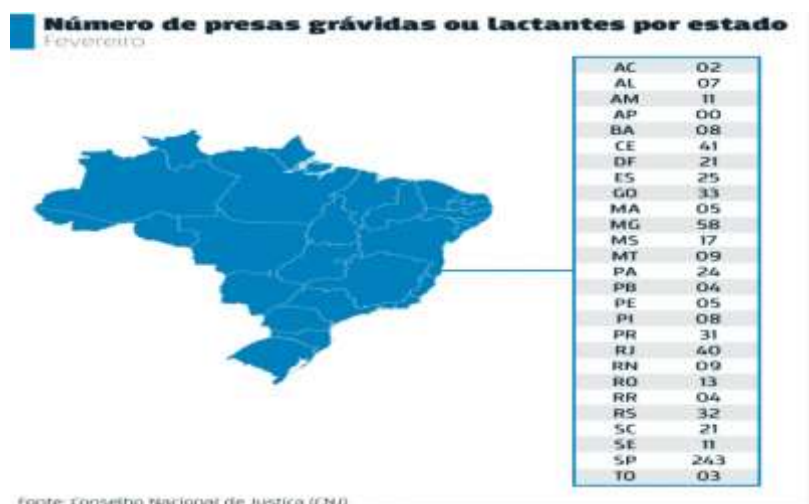 Número de presas grávidas ou lactantes por estado
Fevereiro
AC 02
AL 07
AM 11
AP 00
BA 08
CE 41
DF 21
ES 25
GO 33
MA 05
MG 58
MS 17
MT 09
PA 24
PB 04
PE 05
PI 08
PR 31
RJ 40
RN 09
RO 13
RR 04
RS 32
SC 21
SE 11
SP 243
TO 03
Fonte: Conselho Nacional de Justiça (CNJ)